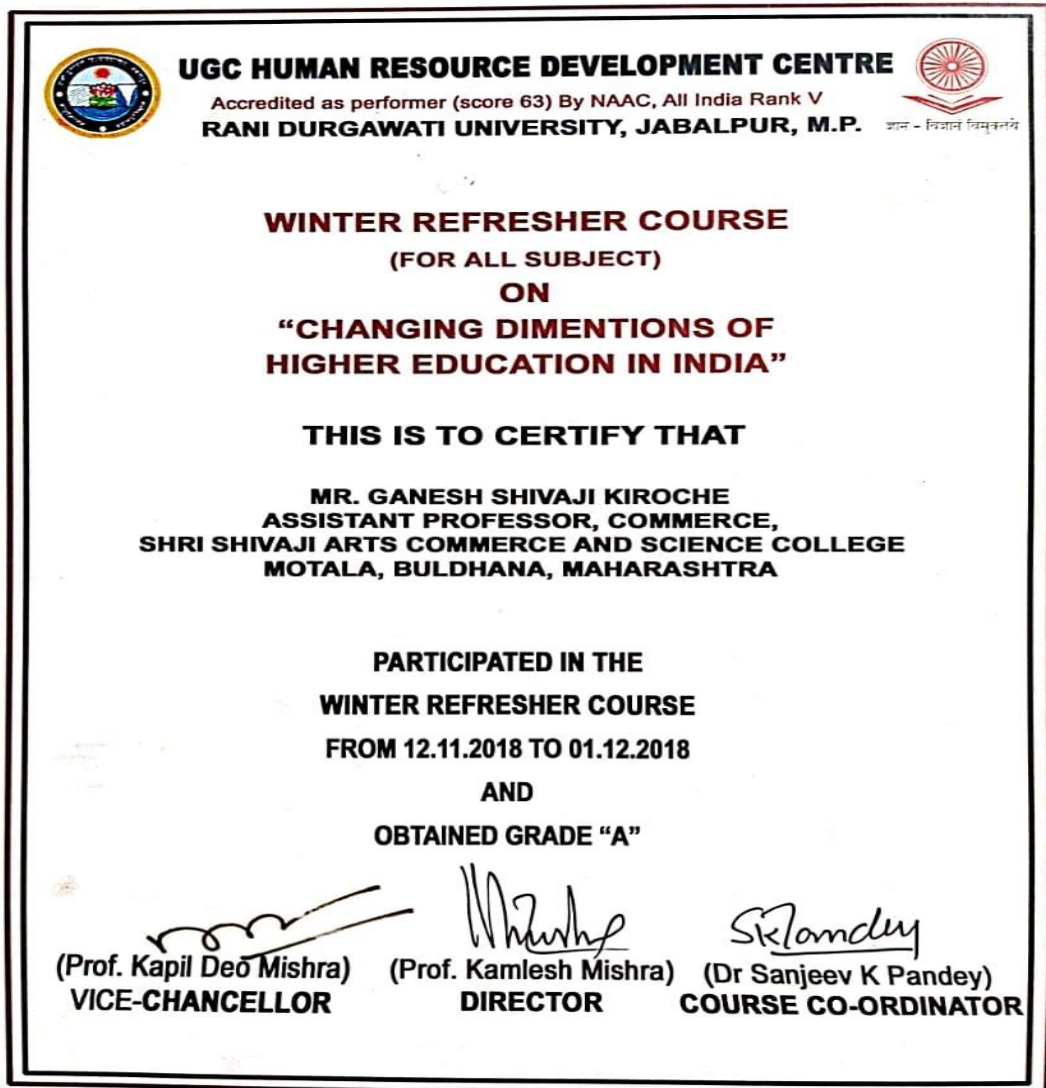 UGC HUMAN RESOURCE DEVELOPMENT CENTRE
Accredited as performer (score 63) By NAAC, All India Rank V
RANI DURGAWATI UNIVERSITY, JABALPUR, M.P.
ज्ञान - विज्ञानं विमुक्तये
WINTER REFRESHER COURSE
(FOR ALL SUBJECT)
ON
“CHANGING DIMENTIONS OF
HIGHER EDUCATION IN INDIA”
THIS IS TO CERTIFY THAT
MR. GANESH SHIVAJI KIROCHE
ASSISTANT PROFESSOR, COMMERCE,
SHRI SHIVAJI ARTS COMMERCE AND SCIENCE COLLEGE
MOTALA, BULDHANA, MAHARASHTRA
PARTICIPATED IN THE
WINTER REFRESHER COURSE
FROM 12.11.2018 TO 01.12.2018
AND
OBTAINED GRADE “A”
SKPandey
(Prof. Kapil Deo Mishra) (Prof. Kamlesh Mishra) (Dr Sanjeev K Pandey)
VICE-CHANCELLOR DIRECTOR COURSE CO-ORDINATOR